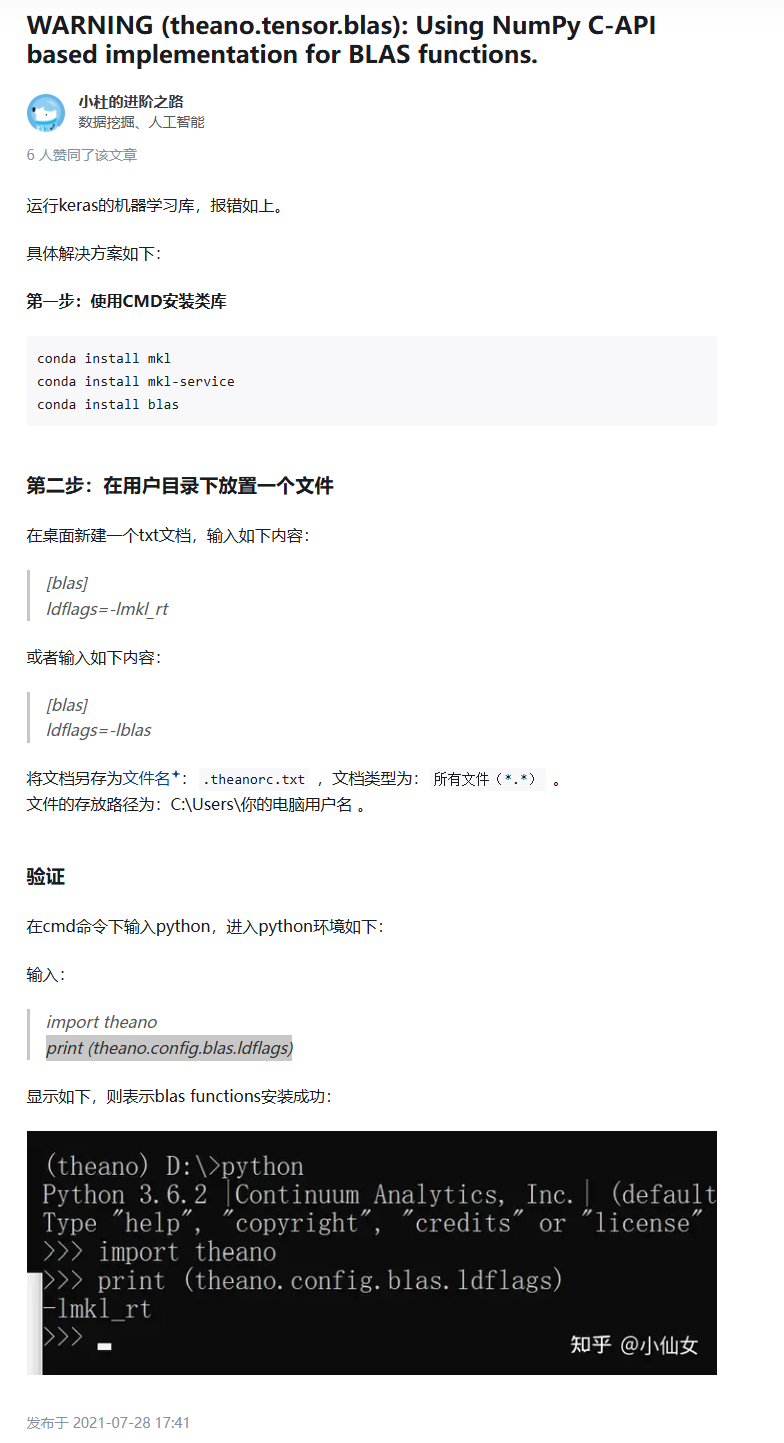 WARNING (theano.tensor.blas): Using NumPy C-API
based implementation for BLAS functions.
小杜的进阶之路
数据挖掘、人工智能
6 人赞同了该文章
运行keras的机器学习库，报错如上。
具体解决方案如下：
第一步：使用CMD安装类库
conda install mkl
conda install mkl-service
conda install blas
第二步：在用户目录下放置一个文件
在桌面新建一个txt文档，输入如下内容：
[blas]
ldflags=-lmkl_rt
或者输入如下内容：
[blas]
ldflags=-lblas
将文档另存为文件名： .theanorc.txt ，文档类型为： 所有文件（*.*） 。
文件的存放路径为：C:\Users\你的电脑用户名 。
验证
在cmd命令下输入python，进入python环境如下：
输入：
import theano
print (theano.config.blas.ldflags)
显示如下，则表示blas functions安装成功：
(theano) D:\>python
Python 3.6.2 |Continuum Analytics, Inc.| (default
Type "help", "copyright", "credits" or "license"
>>> import theano
>>> print (theano.config.blas.ldflags)
-lmkl_rt
>>>
知乎 @小仙女
发布于 2021-07-28 17:41